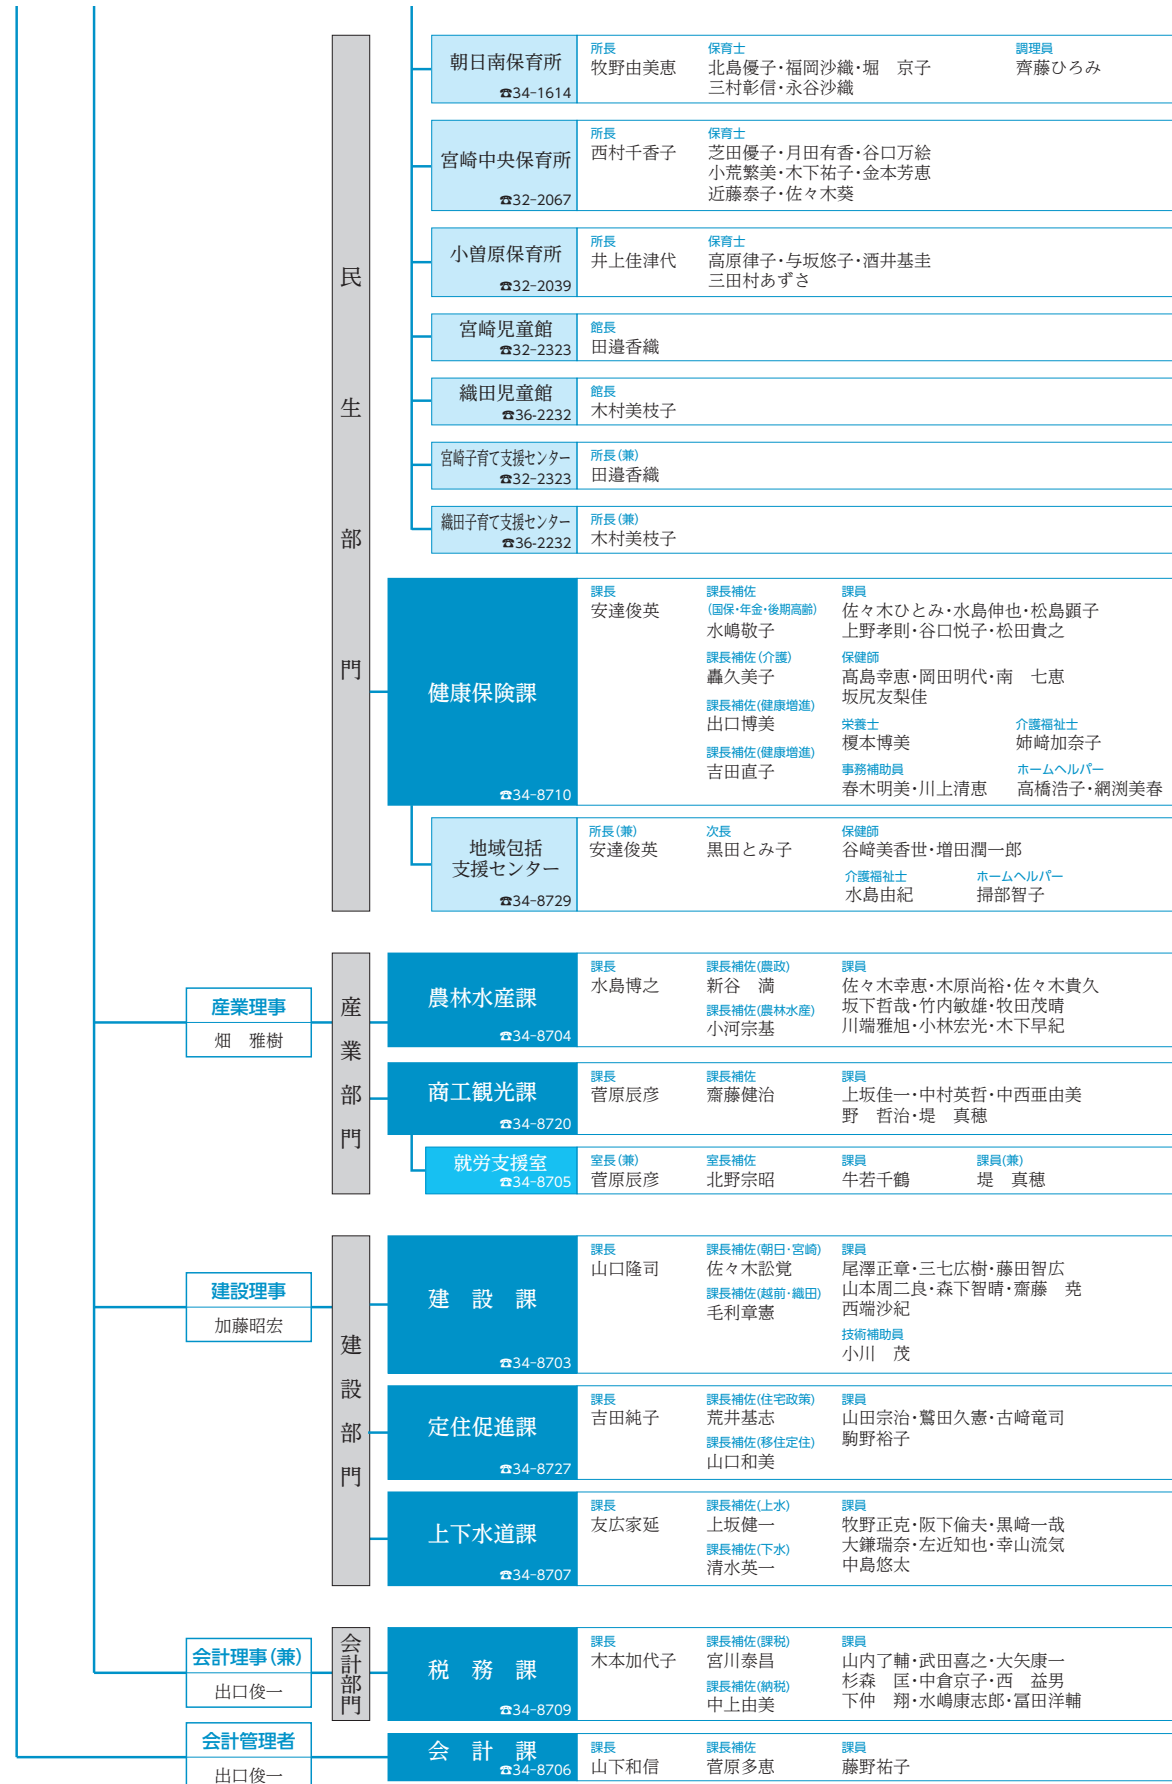 民生部門
朝日南保育所
☎34-1614
所長
牧野由美恵
保育士
北島優子・福岡沙織・堀　京子
三村彰信・永谷沙織
調理員
齊藤ひろみ
宮崎中央保育所
☎32-2067
所長
西村千香子
保育士
芝田優子・月田有香・谷口万絵
小荒繁美・木下祐子・金本芳恵
近藤泰子・佐々木葵
小曽原保育所
☎32-2039
所長
井上佳津代
保育士
高原律子・与坂悠子・酒井基圭
三田村あずさ
宮崎児童館
☎32-2323
館長
田邉香織
織田児童館
☎36-2232
館長
木村美枝子
宮崎子育て支援センター
☎32-2323
所長(兼)
田邉香織
織田子育て支援センター
☎36-2232
所長(兼)
木村美枝子
健康保険課
☎34-8710
課長
安達俊英
課長補佐
(国保・年金・後期高齢)
水嶋敬子
課長補佐(介護)
轟久美子
課長補佐(健康増進)
出口博美
課長補佐(健康増進)
吉田直子
課員
佐々木ひとみ・水島伸也・松島顕子
上野孝則・谷口悦子・松田貴之
保健師
髙島幸恵・岡田明代・南　七恵
坂尻友梨佳
栄養士
榎本博美
介護福祉士
姉﨑加奈子
事務補助員
春木明美・川上清恵
ホームヘルパー
高橋浩子・網渕美春
地域包括
支援センター
☎34-8729
所長(兼)
安達俊英
次長
黒田とみ子
保健師
谷﨑美香世・増田潤一郎
介護福祉士
水島由紀
ホームヘルパー
掃部智子
産業理事
畑　雅樹
産業部門
農林水産課
☎34-8704
課長
水島博之
課長補佐(農政)
新谷　満
課長補佐(農林水産)
小河宗基
課員
佐々木幸恵・木原尚裕・佐々木貴久
坂下哲哉・竹内敏雄・牧田茂晴
川端雅旭・小林宏光・木下早紀
商工観光課
☎34-8720
課長
菅原辰彦
課長補佐
齋藤健治
課員
上坂佳一・中村英哲・中西亜由美
野　哲治・堤　真穂
就労支援室
☎34-8705
室長(兼)
菅原辰彦
室長補佐
北野宗昭
課員
牛若千鶴
課員(兼)
堤　真穂
建設理事
加藤昭宏
建設部門
建　設　課
☎34-8703
課長
山口隆司
課長補佐(朝日・宮崎)
佐々木訟覚
課長補佐(越前・織田)
毛利章憲
課員
尾澤正章・三七広樹・藤田智広
山本周二良・森下智晴・齋藤　尭
西端沙紀
技術補助員
小川　茂
定住促進課
☎34-8727
課長
吉田純子
課長補佐(住宅政策)
荒井基志
課長補佐(移住定住)
山口和美
課員
山田宗治・鷲田久憲・古﨑竜司
駒野裕子
上下水道課
☎34-8707
課長
友広家延
課長補佐(上水)
上坂健一
課長補佐(下水)
清水英一
課員
牧野正克・阪下倫夫・黒﨑一哉
大鎌瑞奈・左近知也・幸山流気
中島悠太
会計理事(兼)
出口俊一
会計部門
税　務　課
☎34-8709
課長
木本加代子
課長補佐(課税)
宮川泰昌
課長補佐(納税)
中上由美
課員
山内了輔・武田喜之・大矢康一
杉森　匡・中倉京子・西　益男
下仲　翔・水嶋康志郎・冨田洋輔
会計管理者
出口俊一
会　計　課
☎34-8706
課長
山下和信
課長補佐
菅原多恵
課員
藤野祐子